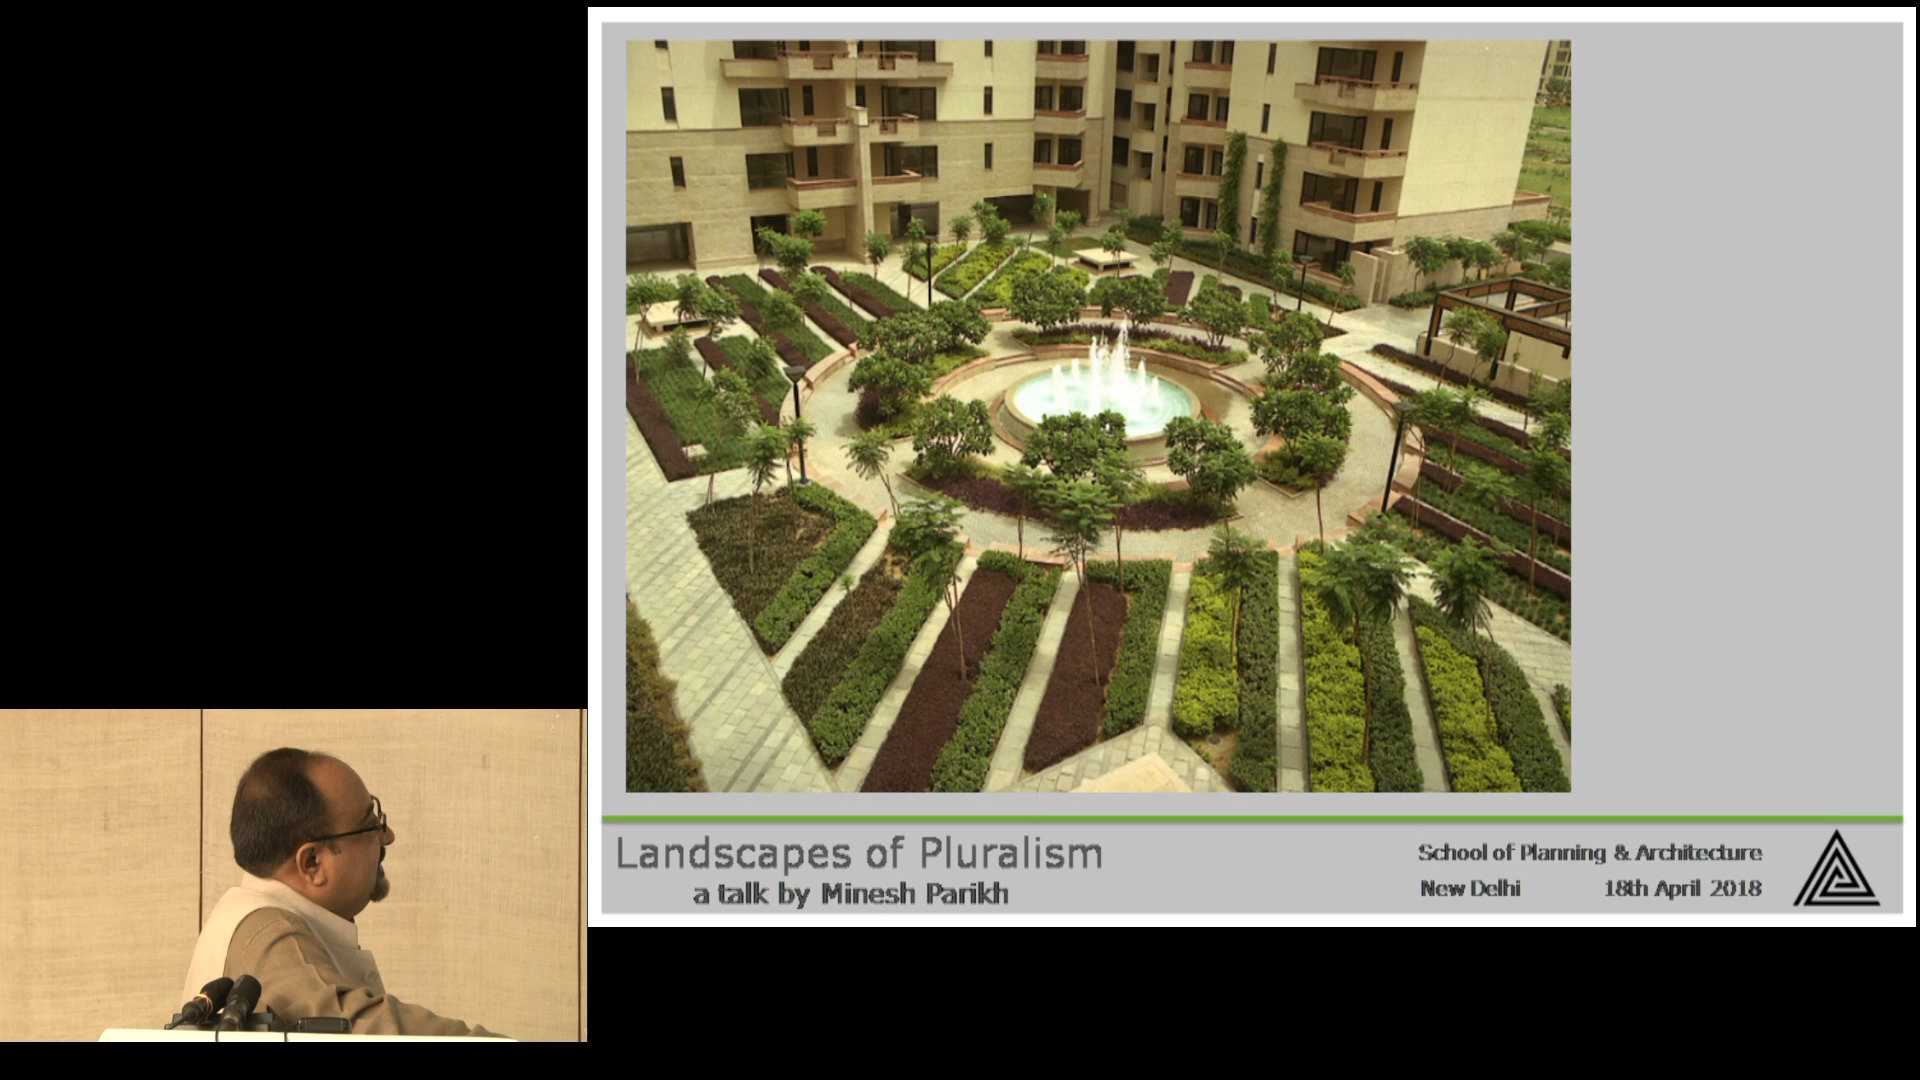 Landscapes of Pluralism
a talk by Minesh Parikh
School of Planning & Architecture
New Delhi 18th April 2018